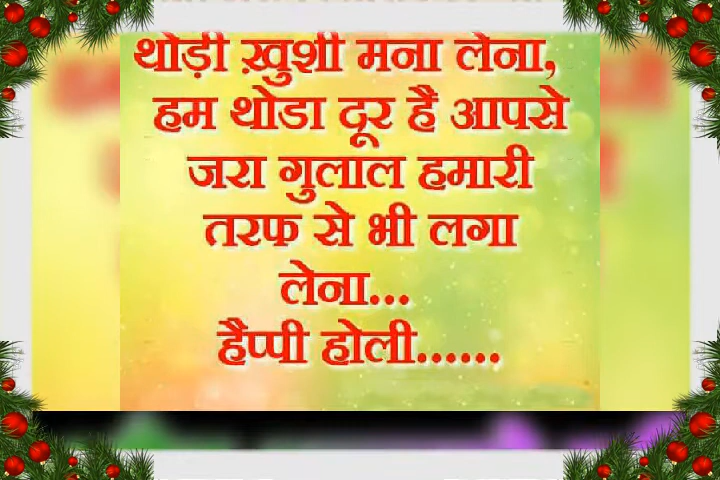 थोड़ी ख़ुशी मना लेना,
हम थोडा दूर हैं आपसे
जरा गुलाल हमारी
तरफ से भी लगा
लेना...
हैप्पी होली......